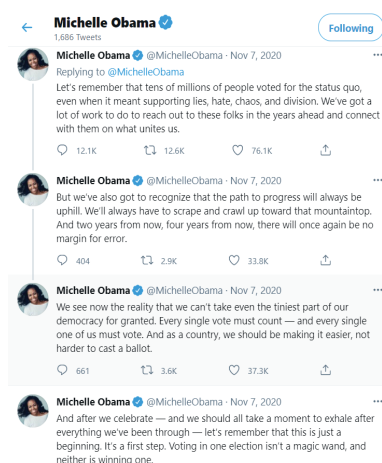 Michelle Obama
1,686 Tweets
Following
Michelle Obama @MichelleObama · Nov 7, 2020
Replying to @MichelleObama
Let's remember that tens of millions of people voted for the status quo,
even when it meant supporting lies, hate, chaos, and division. We've got a
lot of work to do to reach out to these folks in the years ahead and connect
with them on what unites us.
12.1K 12.6K 76.1K
Michelle Obama @MichelleObama · Nov 7, 2020
But we've also got to recognize that the path to progress will always be
uphill. We'll always have to scrape and crawl up toward that mountaintop.
And two years from now, four years from now, there will once again be no
margin for error.
404 2.9K 33.8K
Michelle Obama @MichelleObama · Nov 7, 2020
We see now the reality that we can't take even the tiniest part of our
democracy for granted. Every single vote must count — and every single
one of us must vote. And as a country, we should be making it easier, not
harder to cast a ballot.
661 3.6K 37.3K
Michelle Obama @MichelleObama · Nov 7, 2020
And after we celebrate — and we should all take a moment to exhale after
everything we've been through — let's remember that this is just a
beginning. It's a first step. Voting in one election isn't a magic wand, and
neither is winning one.